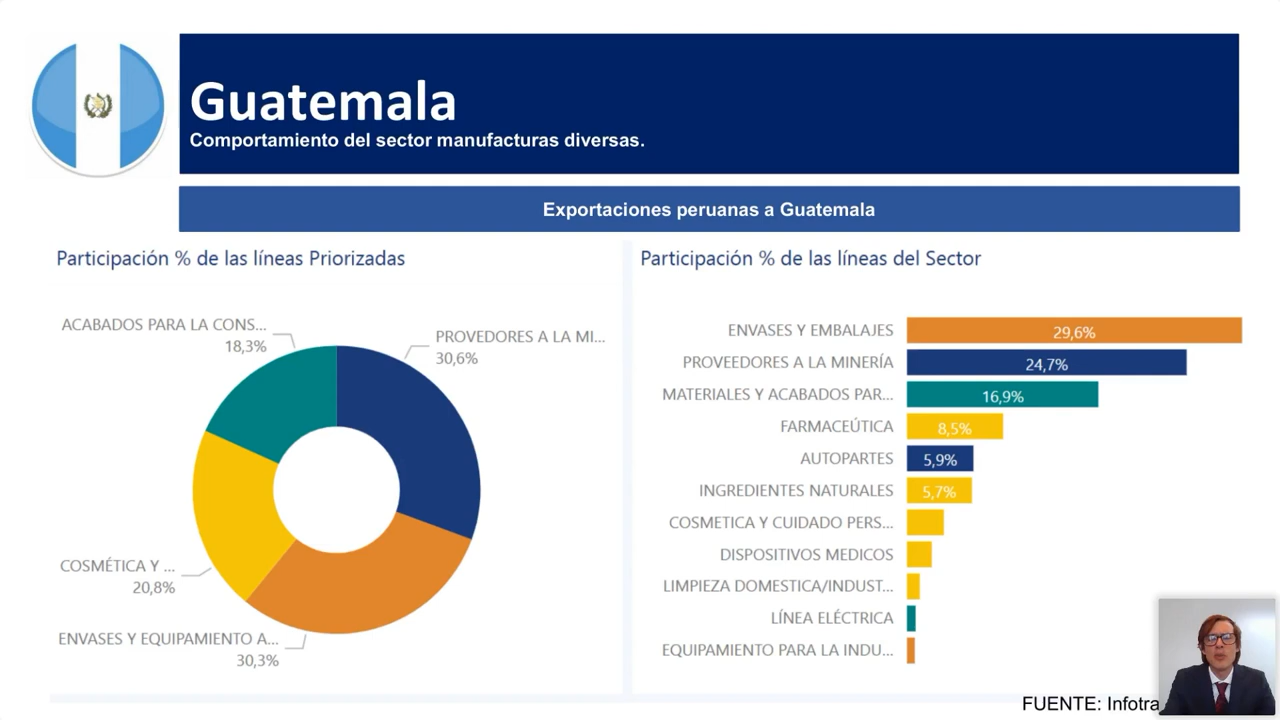 Guatemala
Comportamiento del sector manufacturas diversas.
Exportaciones peruanas a Guatemala
Participación % de las líneas Priorizadas
ACABADOS PARA LA CONS...
18,3%
PROVEDORES A LA MI...
30,6%
COSMÉTICA Y ...
20,8%
ENVASES Y EQUIPAMIENTO A...
30,3%
Participación % de las líneas del Sector
ENVASES Y EMBALAJES 29,6%
PROVEEDORES A LA MINERÍA 24,7%
MATERIALES Y ACABADOS PAR... 16,9%
FARMACEÚTICA 8,5%
AUTOPARTES 5,9%
INGREDIENTES NATURALES 5,7%
COSMETICA Y CUIDADO PERS...
DISPOSITIVOS MEDICOS
LIMPIEZA DOMESTICA/INDUST...
LÍNEA ELÉCTRICA
EQUIPAMIENTO PARA LA INDU...
FUENTE: Infotra